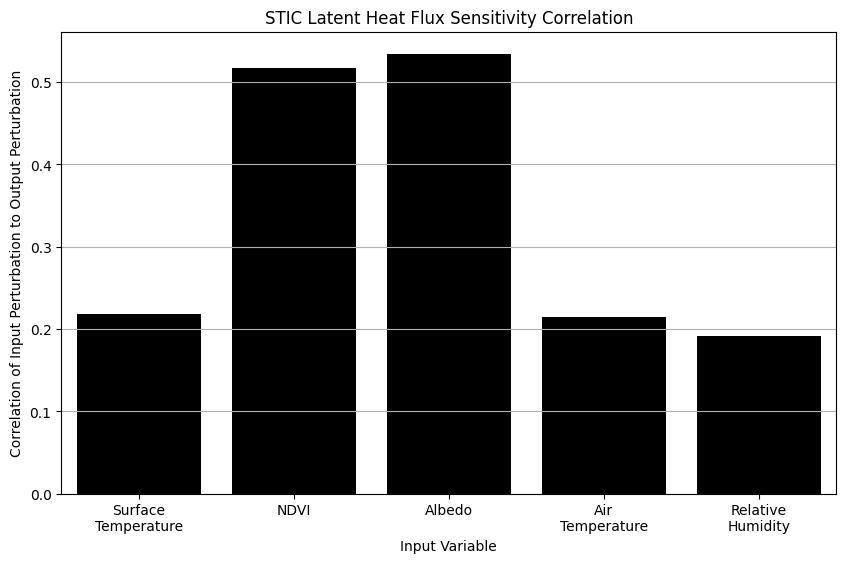 STIC Latent Heat Flux Sensitivity Correlation
Correlation of Input Perturbation to Output Perturbation
0.5
0.4
0.3
0.2
0.1
0.0
Surface
Temperature
NDVI
Albedo
Air
Temperature
Relative
Humidity
Input Variable